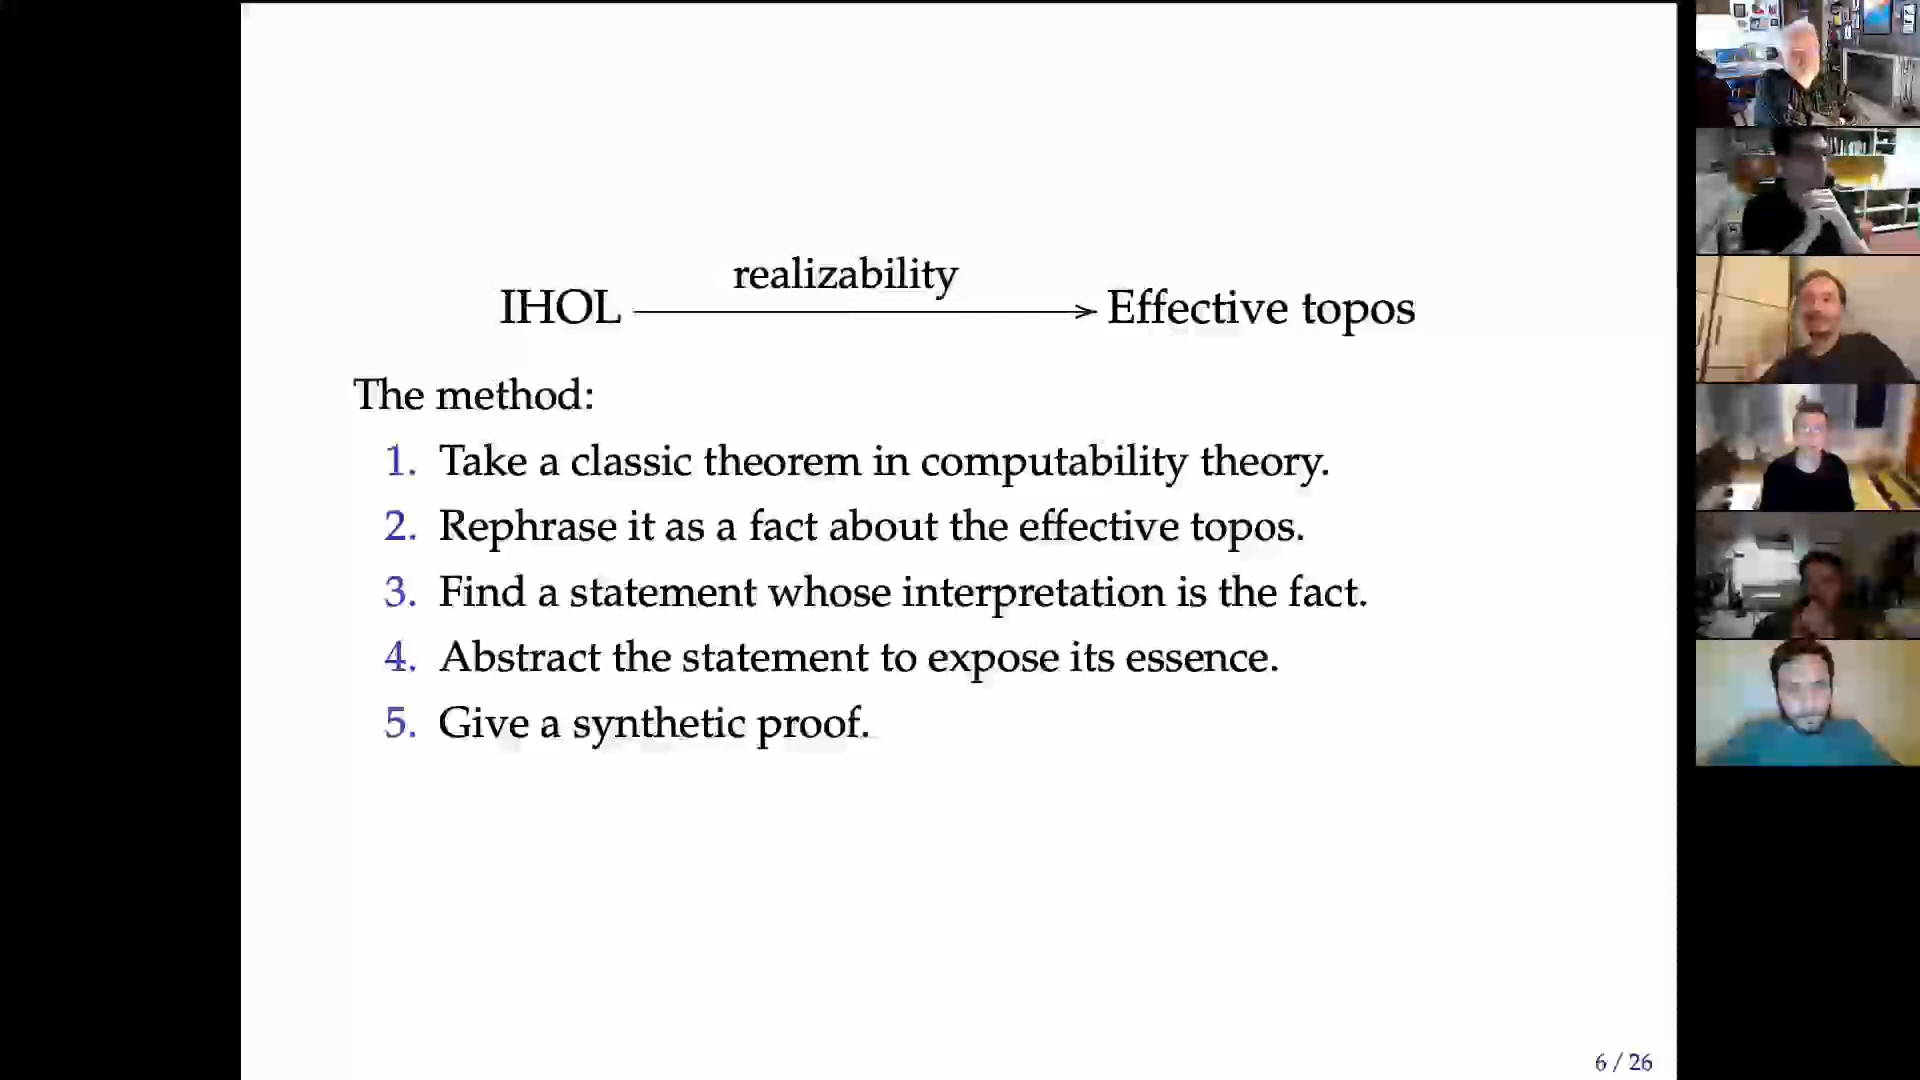 realizability
IHOL Effective topos
The method:
1. Take a classic theorem in computability theory.
2. Rephrase it as a fact about the effective topos.
3. Find a statement whose interpretation is the fact.
4. Abstract the statement to expose its essence.
5. Give a synthetic proof.
6 / 26